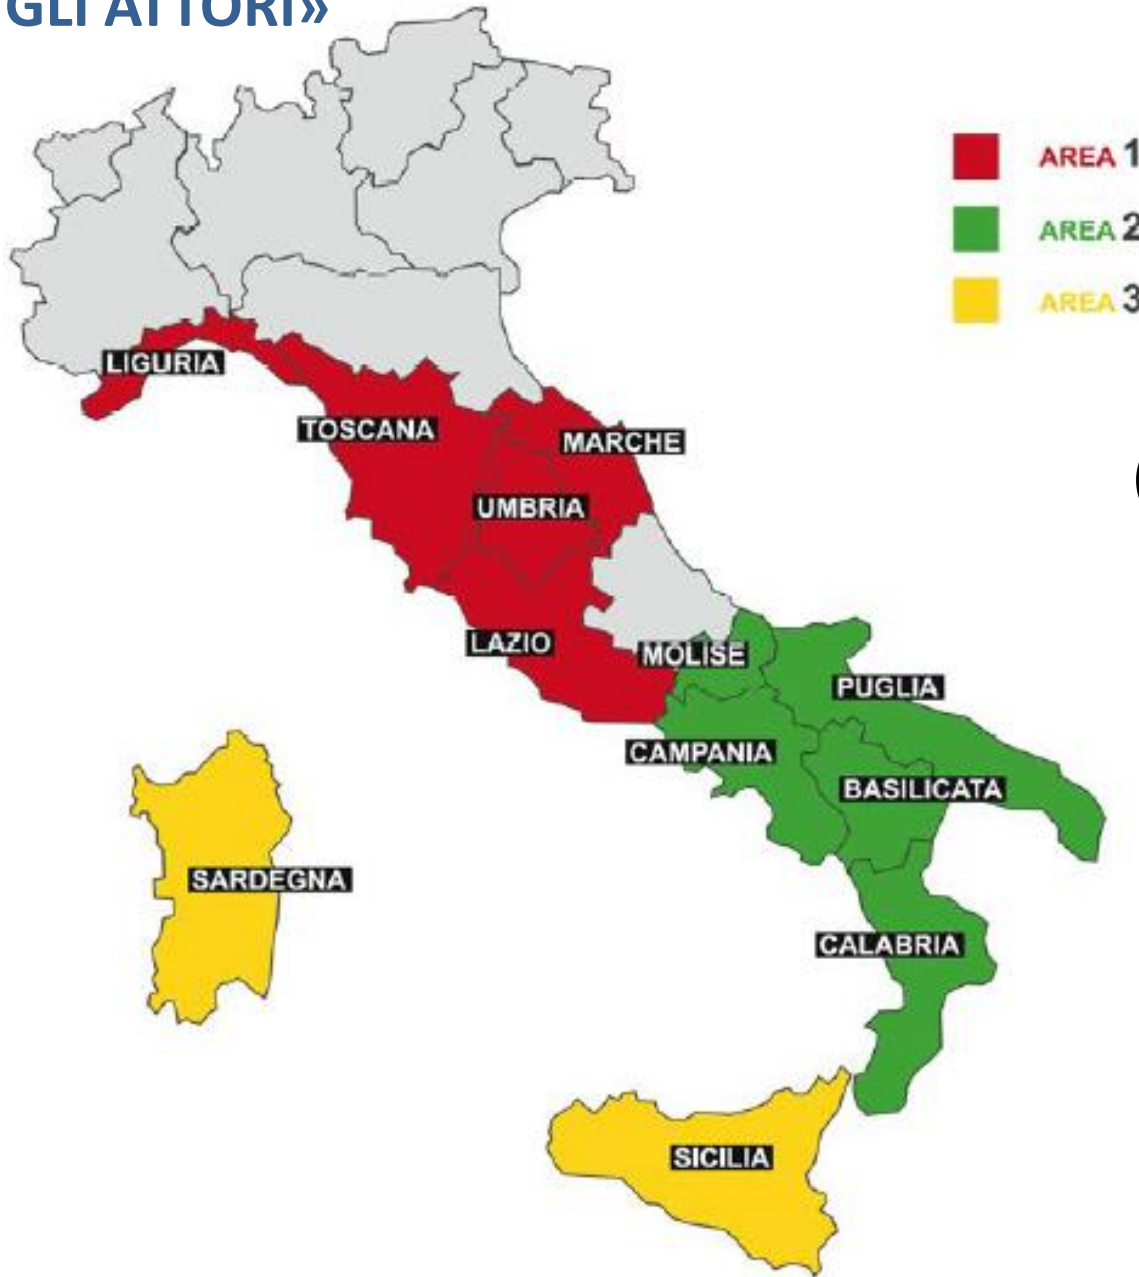 GLI ATTORI»
AREA 1
AREA 2
AREA 3
LIGURIA
TOSCANA
MARCHE
UMBRIA
LAZIO
MOLISE
PUGLIA
CAMPANIA
BASILICATA
SARDEGNA
CALABRIA
SICILIA